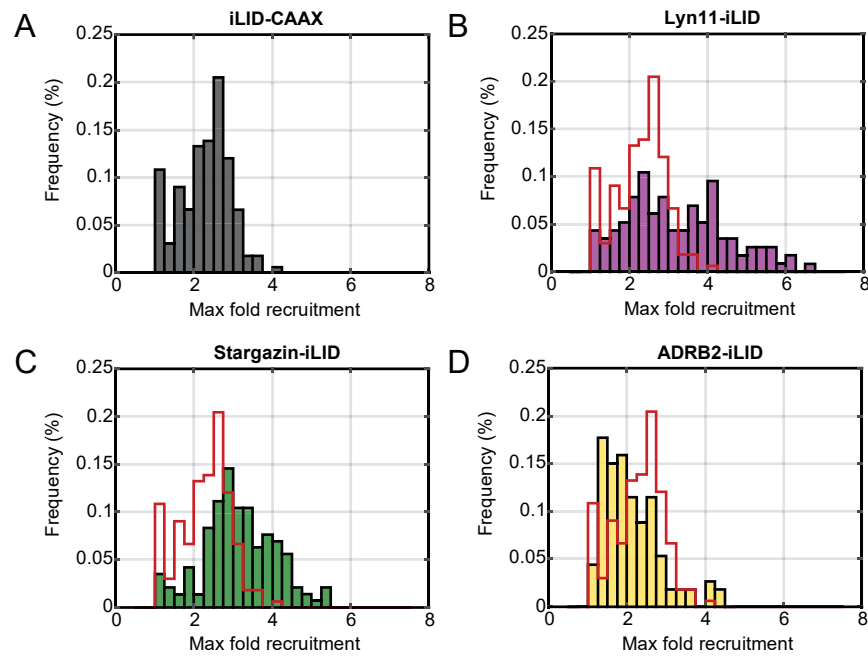 A
iLID-CAAX
0.25
0.2
0.15
0.1
0.05
0
Frequency (%)
0 2 4 6 8
Max fold recruitment
B
Lyn11-iLID
0.25
0.2
0.15
0.1
0.05
0
Frequency (%)
0 2 4 6 8
Max fold recruitment
C
Stargazin-iLID
0.25
0.2
0.15
0.1
0.05
0
Frequency (%)
0 2 4 6 8
Max fold recruitment
D
ADRB2-iLID
0.25
0.2
0.15
0.1
0.05
0
Frequency (%)
0 2 4 6 8
Max fold recruitment